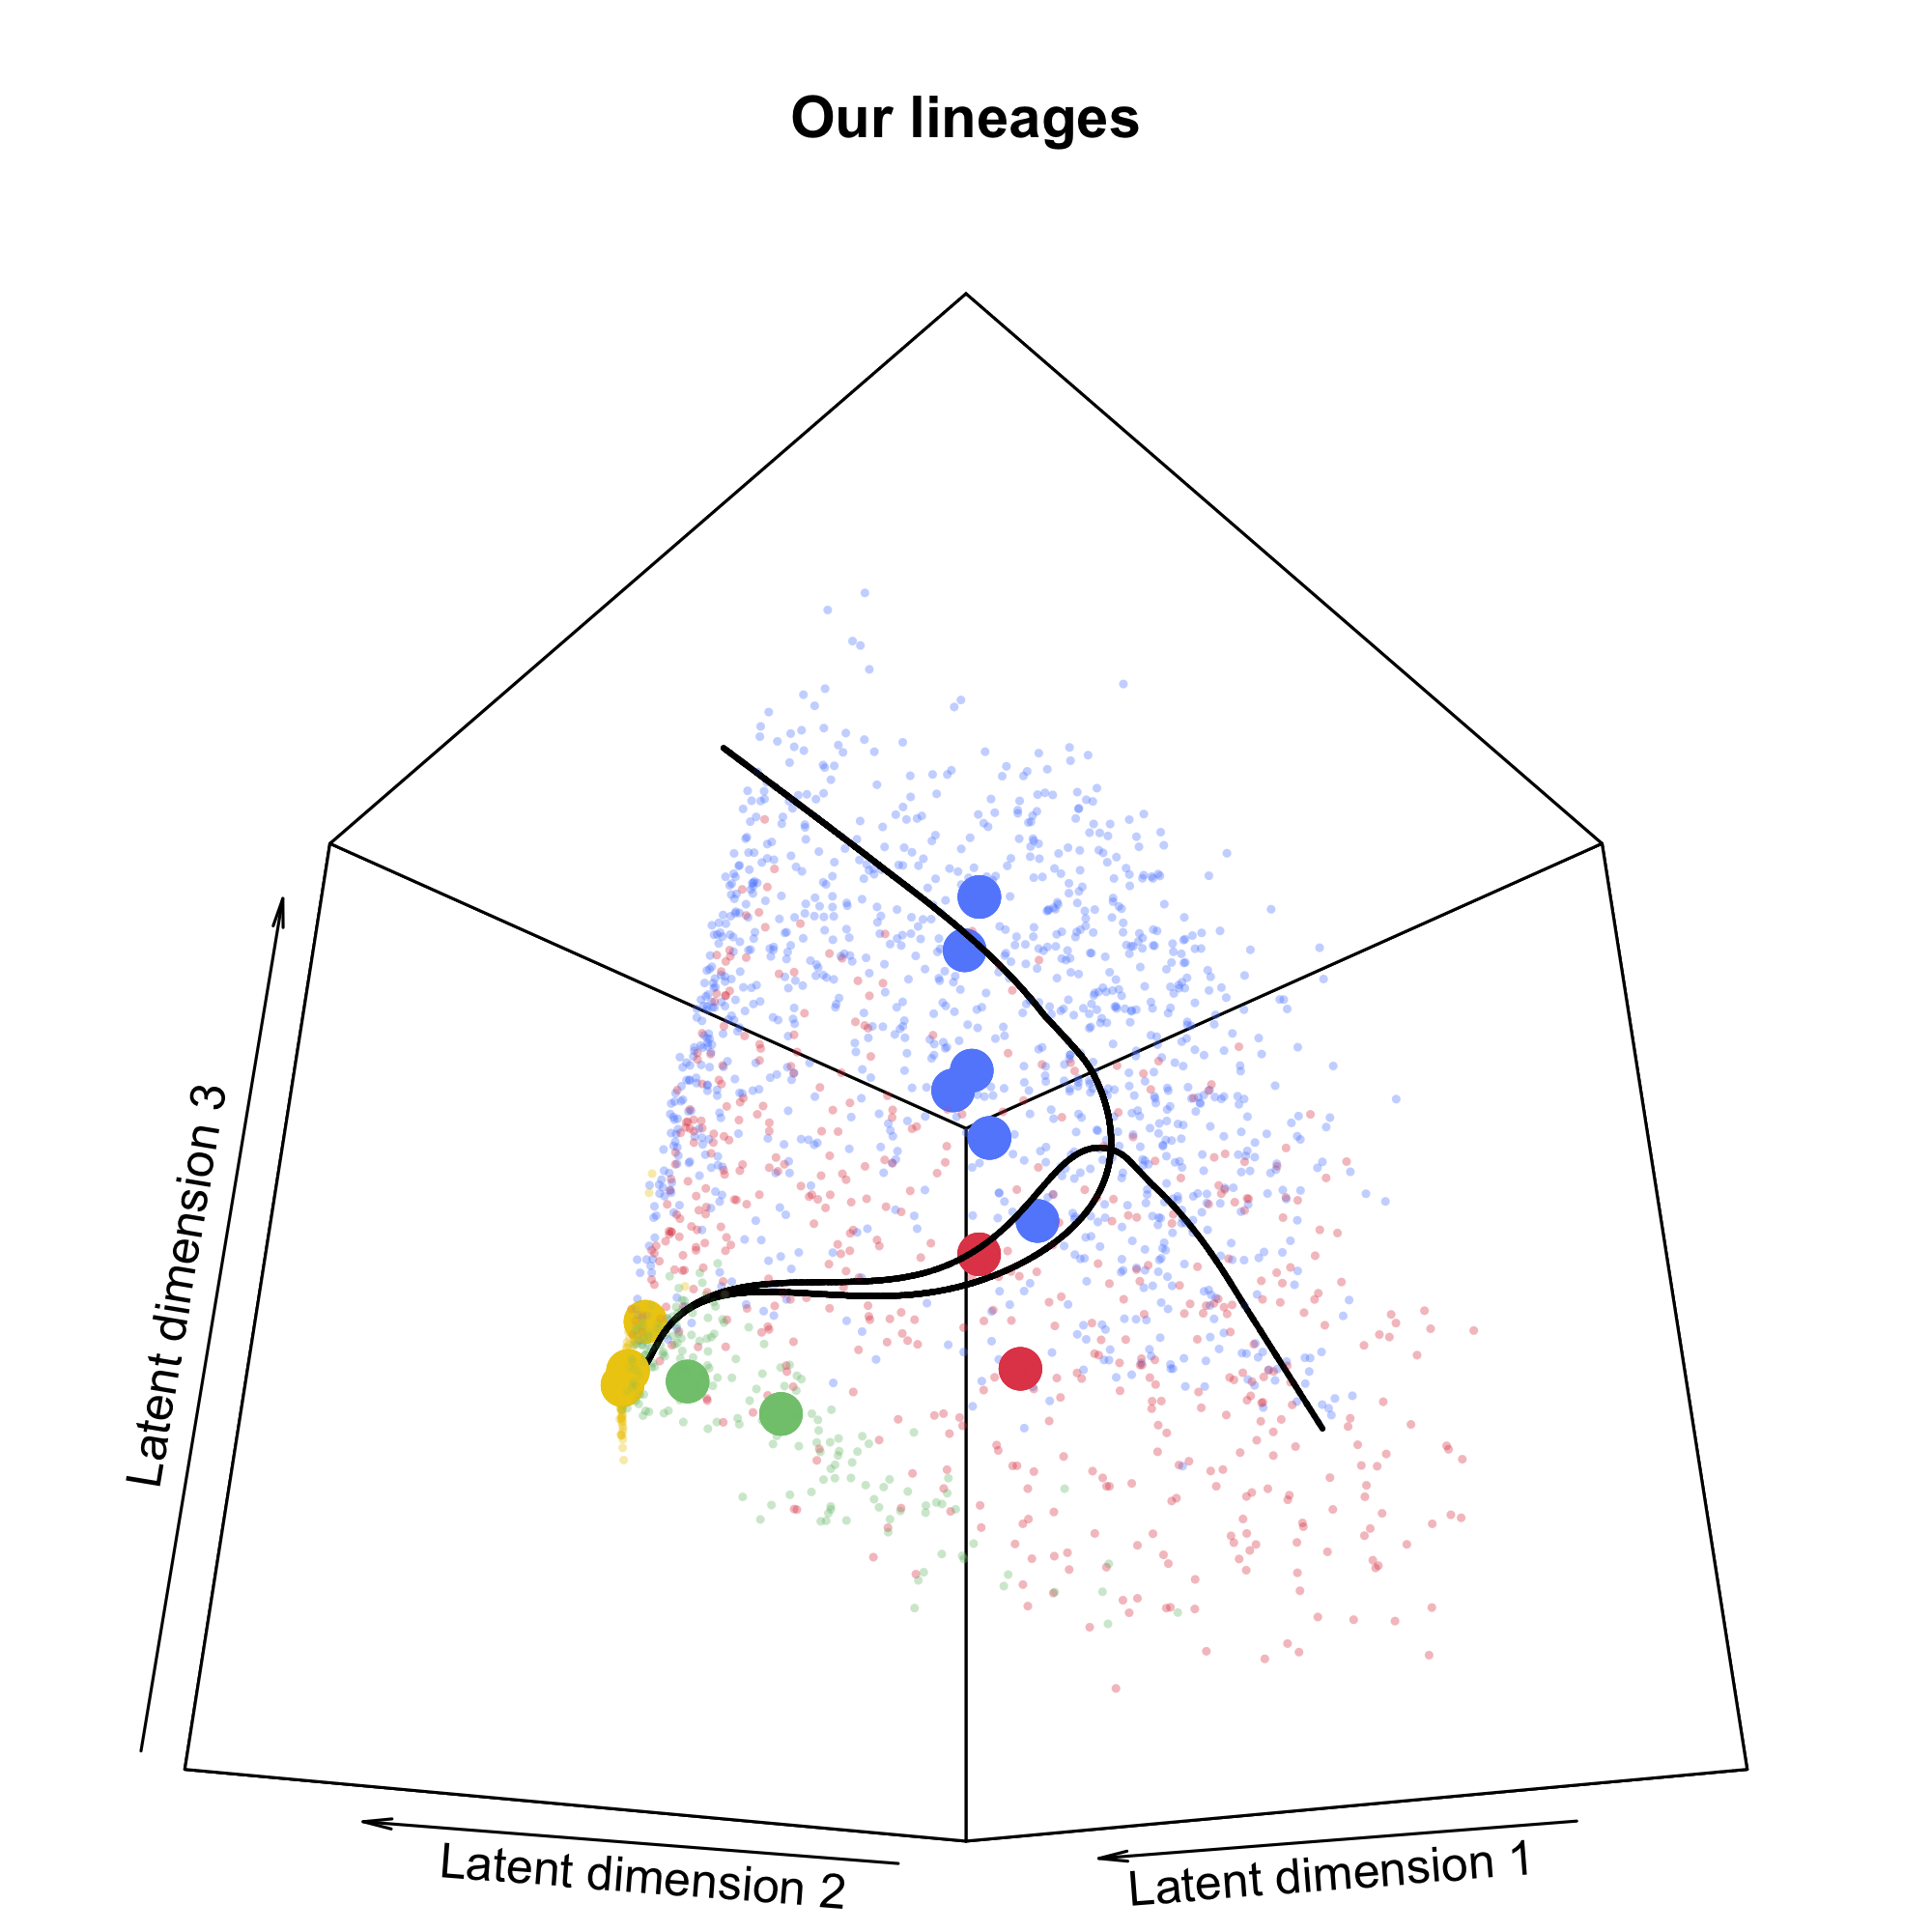 Our lineages
Latent dimension 3
Latent dimension 2
Latent dimension 1